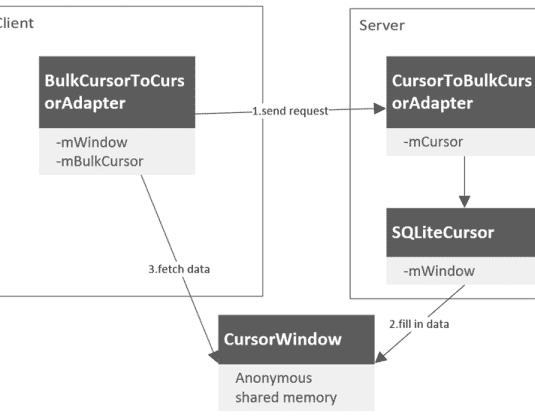 Client
Server
BulkCursorToCurs
orAdapter
-mWindow
-mBulkCursor
1.send request
CursorToBulkCurs
orAdapter
-mCursor
SQLiteCursor
-mWindow
3.fetch data
2.fill in data
CursorWindow
Anonymous
shared memory